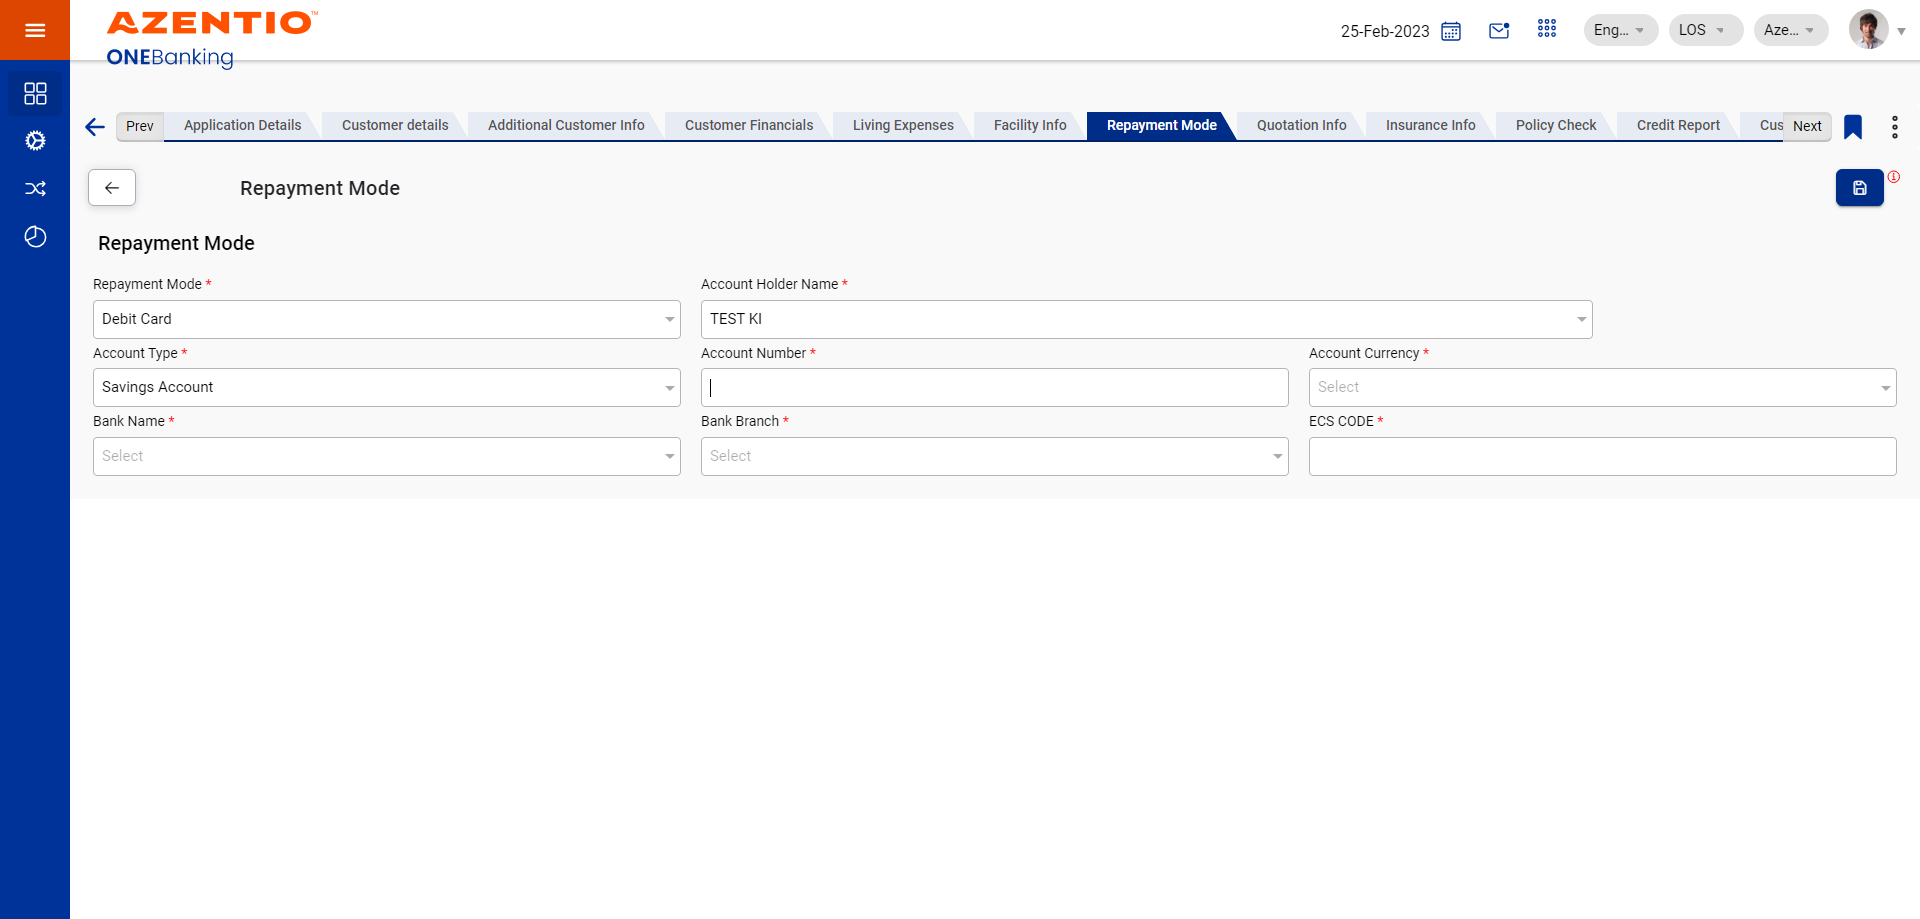 AZENTIO™
ONEBanking
25-Feb-2023
Eng...
LOS
Aze...
Prev
Application Details
Customer details
Additional Customer Info
Customer Financials
Living Expenses
Facility Info
Repayment Mode
Quotation Info
Insurance Info
Policy Check
Credit Report
Cus
Next
Repayment Mode
Repayment Mode
Repayment Mode *
Account Holder Name *
Debit Card
TEST KI
Account Type *
Account Number *
Account Currency *
Savings Account
Select
Bank Name *
Bank Branch *
ECS CODE *
Select
Select